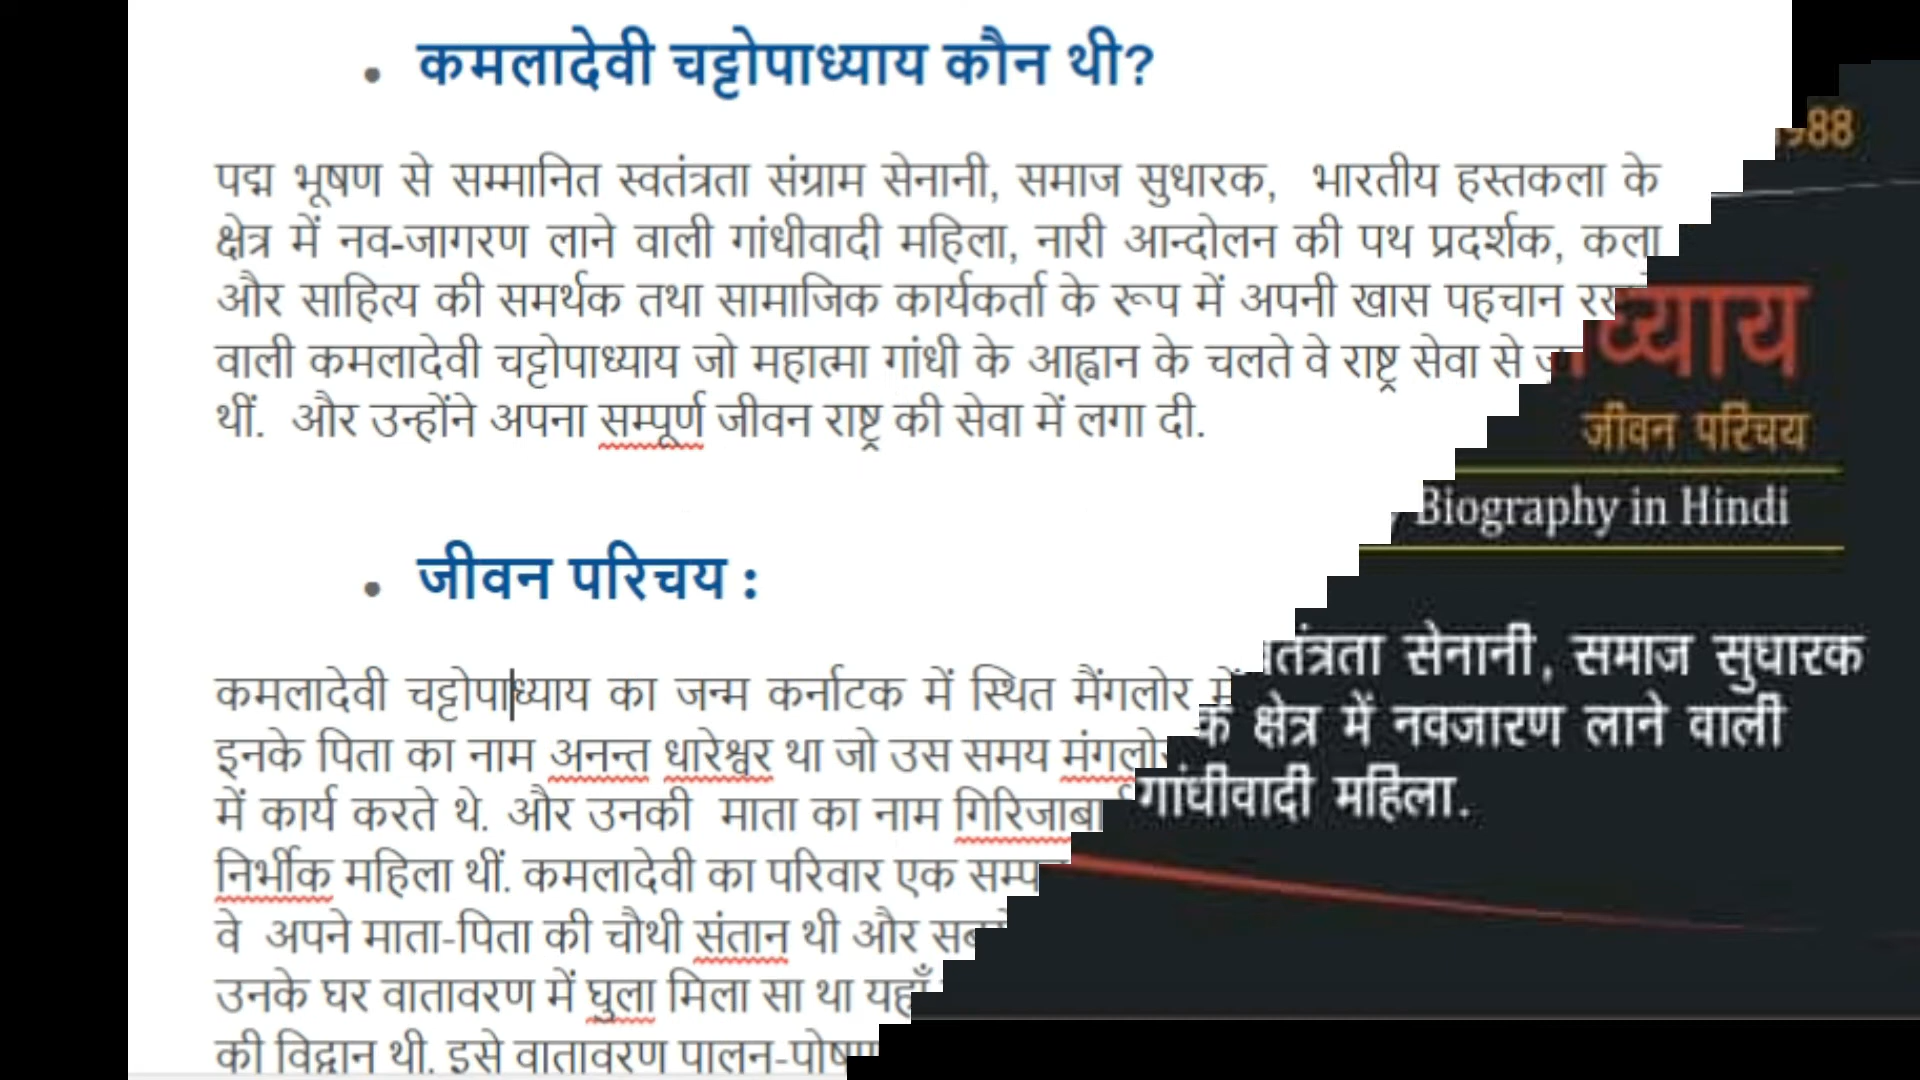 कमलादेवी चट्टोपाध्याय कौन थी?
पद्म भूषण से सम्मानित स्वतंत्रता संग्राम सेनानी, समाज सुधारक, भारतीय हस्तकला के
क्षेत्र में नव-जागरण लाने वाली गांधीवादी महिला, नारी आन्दोलन की पथ प्रदर्शक, कला
और साहित्य की समर्थक तथा सामाजिक कार्यकर्ता के रूप में अपनी खास पहचान
वाली कमलादेवी चट्टोपाध्याय जो महात्मा गांधी के आह्वान के चलते वे राष्ट्र सेवा से
थीं. और उन्होंने अपना सम्पूर्ण जीवन राष्ट्र की सेवा में लगा दी.
जीवन परिचय :
कमलादेवी चट्टोपाध्याय का जन्म कर्नाटक में स्थित मैंगलोर में
इनके पिता का नाम अनन्त धारेश्वर था जो उस समय
में कार्य करते थे. और उनकी माता का नाम
निर्भीक महिला थीं. कमलादेवी का परिवार एक
वे अपने माता-पिता की चौथी संतान थी और
उनके घर वातावरण में घुला मिला सा था यहाँ
की विद्वान थी. इसे वातावरण पालन-पोषण
88
ध्याय
जीवन परिचय
Biography in Hindi
तंत्रता सेनानी, समाज सुधारक
के क्षेत्र में नवजारण लाने वाली
गांधीवादी महिला.